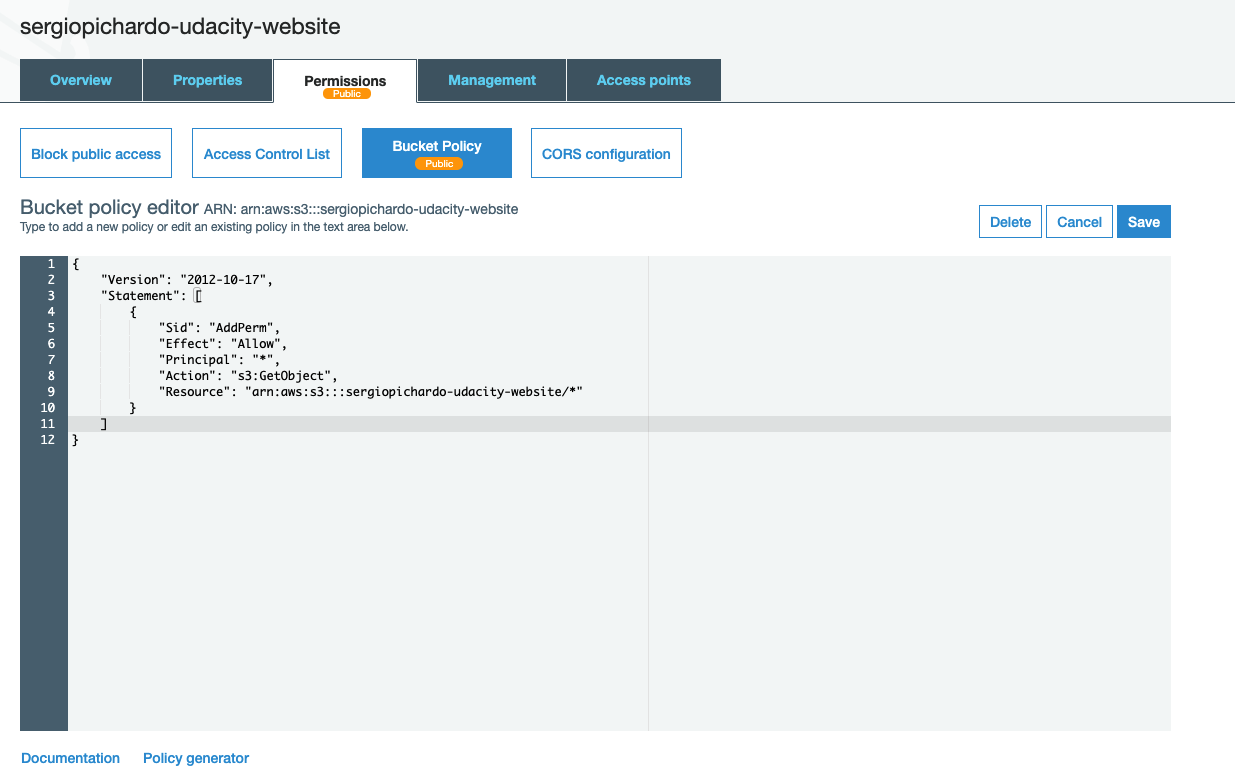 sergiopichardo-udacity-website
Overview
Properties
Permissions
Public
Management
Access points
Block public access
Access Control List
Bucket Policy
Public
CORS configuration
Bucket policy editor ARN: arn:aws:s3:::sergiopichardo-udacity-website
Type to add a new policy or edit an existing policy in the text area below.
Delete
Cancel
Save
1 {
2     "Version": "2012-10-17",
3     "Statement": [
4         {
5             "Sid": "AddPerm",
6             "Effect": "Allow",
7             "Principal": "*",
8             "Action": "s3:GetObject",
9             "Resource": "arn:aws:s3:::sergiopichardo-udacity-website/*"
10         }
11     ]
12 }
Documentation
Policy generator